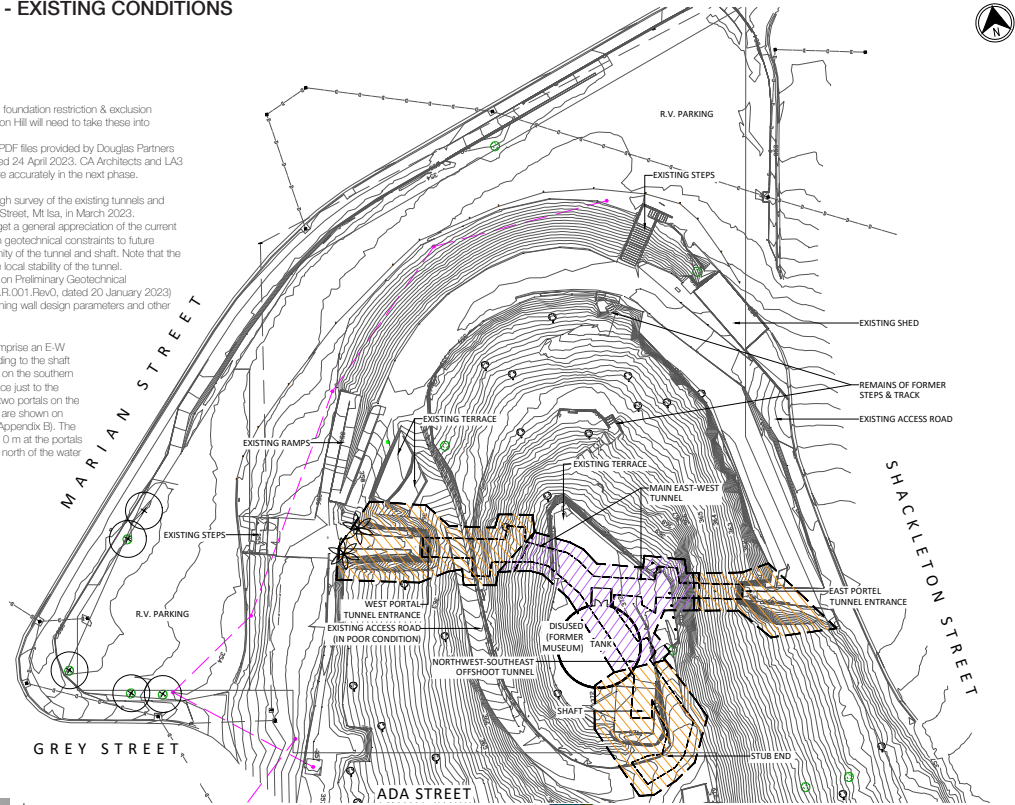 - EXISTING CONDITIONS
foundation restriction & exclusion
on Hill will need to take these into
PDF files provided by Douglas Partners
ed 24 April 2023. CA Architects and LA3
re accurately in the next phase.
gh survey of the existing tunnels and
Street, Mt Isa, in March 2023.
get a general appreciation of the current
n geotechnical constraints to future
nity of the tunnel and shaft. Note that the
e local stability of the tunnel.
on Preliminary Geotechnical
.R.001.Rev0, dated 20 January 2023)
ning wall design parameters and other
mprise an E-W
ding to the shaft
on the southern
ce just to the
two portals on the
are shown on
Appendix B). The
0 m at the portals
north of the water
R.V. PARKING
EXISTING STEPS
EXISTING SHED
REMAINS OF FORMER
STEPS & TRACK
EXISTING ACCESS ROAD
MARIAN STREET
EXISTING TERRACE
EXISTING RAMPS
EXISTING TERRACE
MAIN EAST-WEST
TUNNEL
SHACKLETON STREET
EXISTING STEPS
EAST PORTEL
TUNNEL ENTRANCE
WEST PORTAL
TUNNEL ENTRANCE
R.V. PARKING
EXISTING ACCESS ROAD
(IN POOR CONDITION)
DISUSED
(FORMER
MUSEUM)
TANK
NORTHWEST-SOUTHEAST
OFFSHOOT TUNNEL
SHAFT
STUB END
GREY STREET
ADA STREET